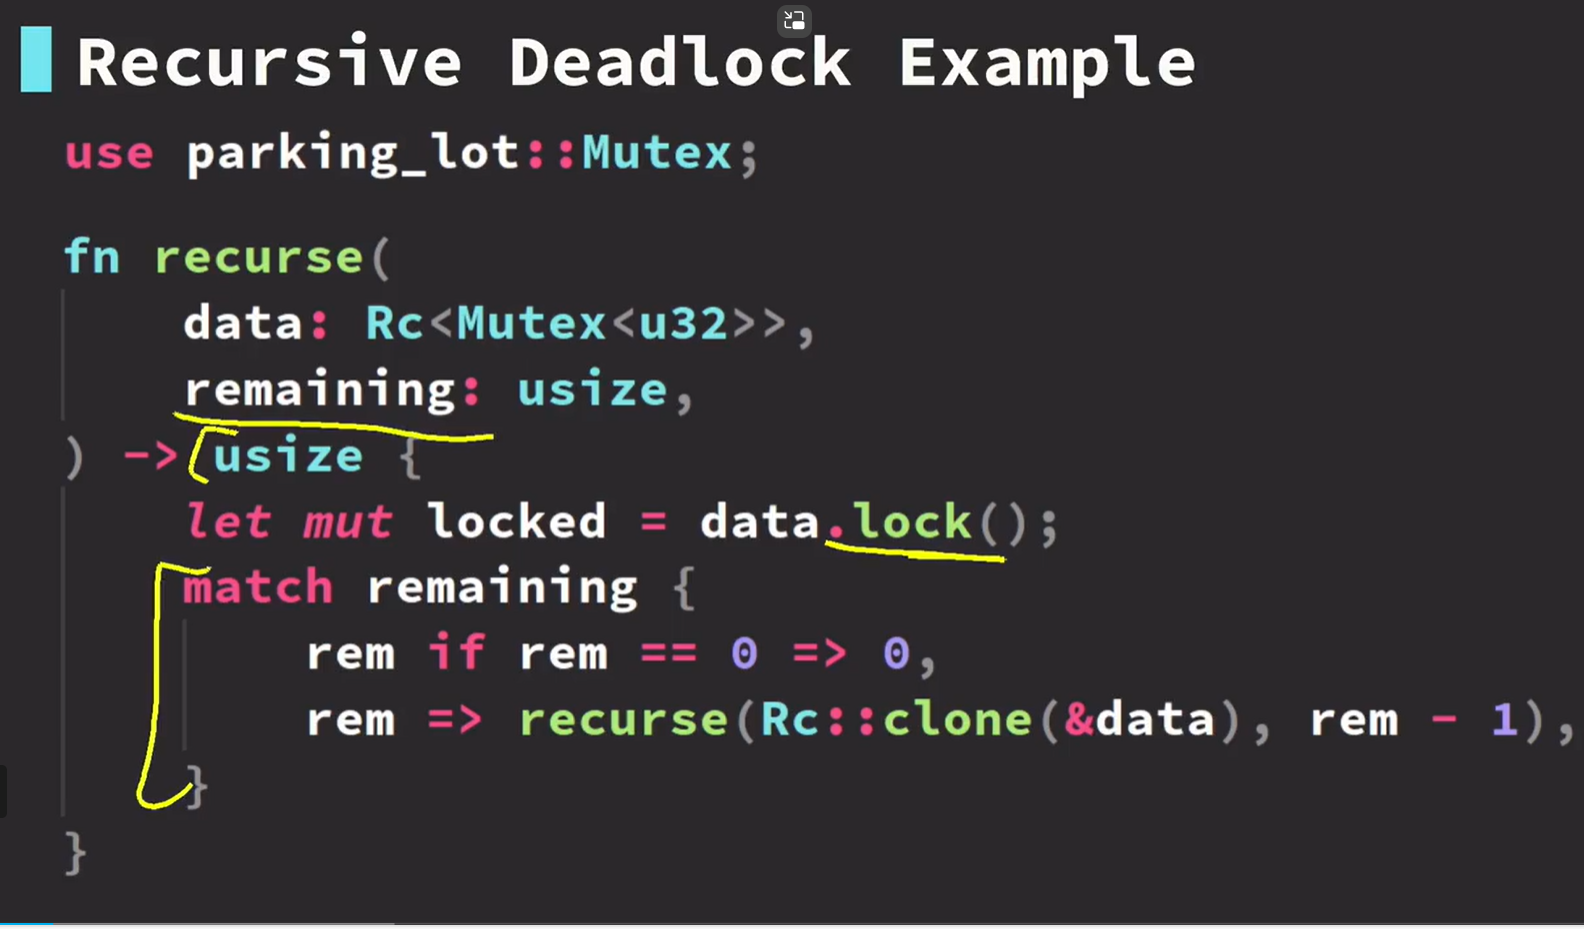 Recursive Deadlock Example
use parking_lot::Mutex;
fn recurse(
data: Rc<Mutex<u32>>,
remaining: usize,
) -> usize {
let mut locked = data.lock();
match remaining {
rem if rem == 0 => 0,
rem => recurse(Rc::clone(&data), rem - 1),
}
}